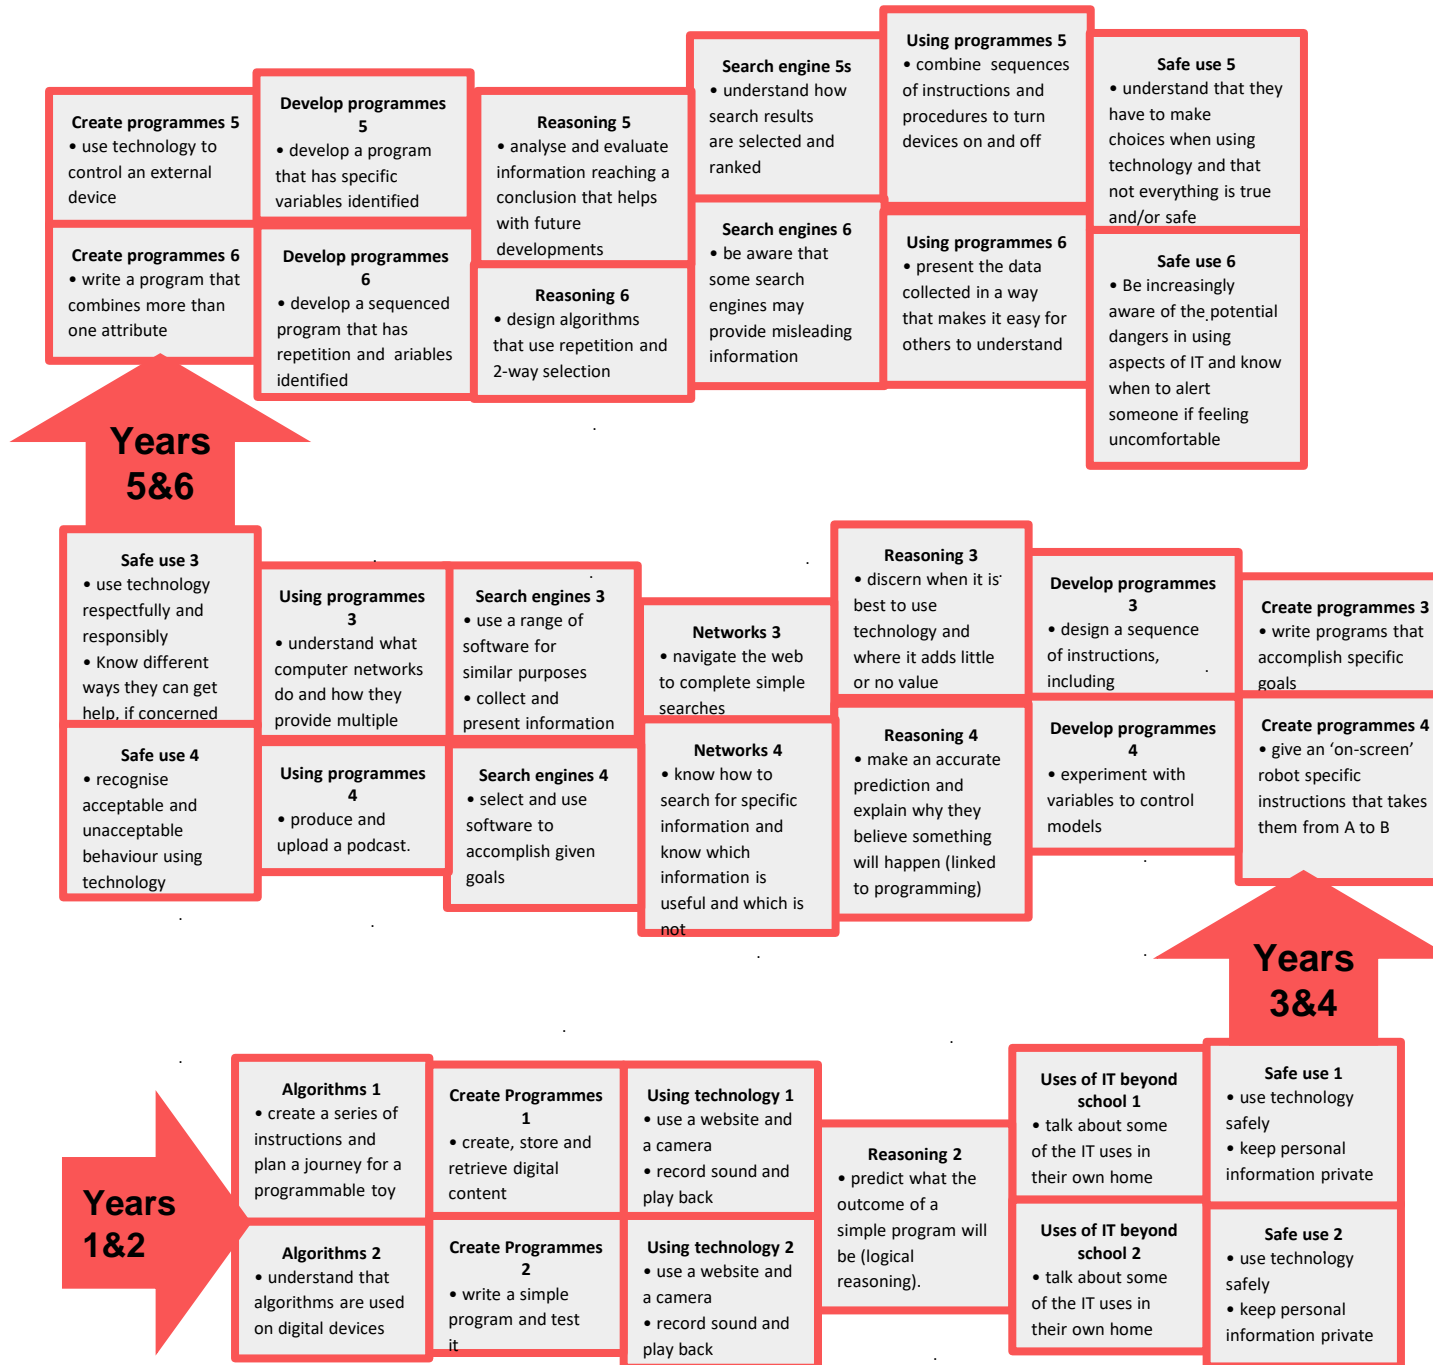 Create programmes 5
• use technology to
control an external
device
Create programmes 6
• write a program that
combines more than
one attribute
Develop programmes
5
• develop a program
that has specific
variables identified
Develop programmes
6
• develop a sequenced
program that has
repetition and ariables
identified
Reasoning 5
• analyse and evaluate
information reaching a
conclusion that helps
with future
developments
Reasoning 6
• design algorithms
that use repetition and
2-way selection
Search engine 5s
• understand how
search results
are selected and
ranked
Search engines 6
• be aware that
some search
engines may
provide misleading
information
Using programmes 5
• combine sequences
of instructions and
procedures to turn
devices on and off
Using programmes 6
• present the data
collected in a way
that makes it easy for
others to understand
Safe use 5
• understand that they
have to make
choices when using
technology and that
not everything is true
and/or safe
Safe use 6
• Be increasingly
aware of the potential
dangers in using
aspects of IT and know
when to alert
someone if feeling
uncomfortable
Years
5&6
Safe use 3
• use technology
respectfully and
responsibly
• Know different
ways they can get
help, if concerned
Safe use 4
• recognise
acceptable and
unacceptable
behaviour using
technology
Using programmes
3
• understand what
computer networks
do and how they
provide multiple
Using programmes
4
• produce and
upload a podcast.
Search engines 3
• use a range of
software for
similar purposes
• collect and
present information
Search engines 4
• select and use
software to
accomplish given
goals
Networks 3
• navigate the web
to complete simple
searches
Networks 4
• know how to
search for specific
information and
know which
information is
useful and which is
not
Reasoning 3
• discern when it is
best to use
technology and
where it adds little
or no value
Reasoning 4
• make an accurate
prediction and
explain why they
believe something
will happen (linked
to programming)
Develop programmes
3
• design a sequence
of instructions,
including
Develop programmes
4
• experiment with
variables to control
models
Create programmes 3
• write programs that
accomplish specific
goals
Create programmes 4
• give an ‘on-screen’
robot specific
instructions that takes
them from A to B
Years
3&4
Years
1&2
Algorithms 1
• create a series of
instructions and
plan a journey for a
programmable toy
Algorithms 2
• understand that
algorithms are used
on digital devices
Create Programmes
1
• create, store and
retrieve digital
content
Create Programmes
2
• write a simple
program and test
it
Using technology 1
• use a website and
a camera
• record sound and
play back
Using technology 2
• use a website and
a camera
• record sound and
play back
Reasoning 2
• predict what the
outcome of a
simple program will
be (logical
reasoning).
Uses of IT beyond
school 1
• talk about some
of the IT uses in
their own home
Uses of IT beyond
school 2
• talk about some
of the IT uses in
their own home
Safe use 1
• use technology
safely
• keep personal
information private
Safe use 2
• use technology
safely
• keep personal
information private